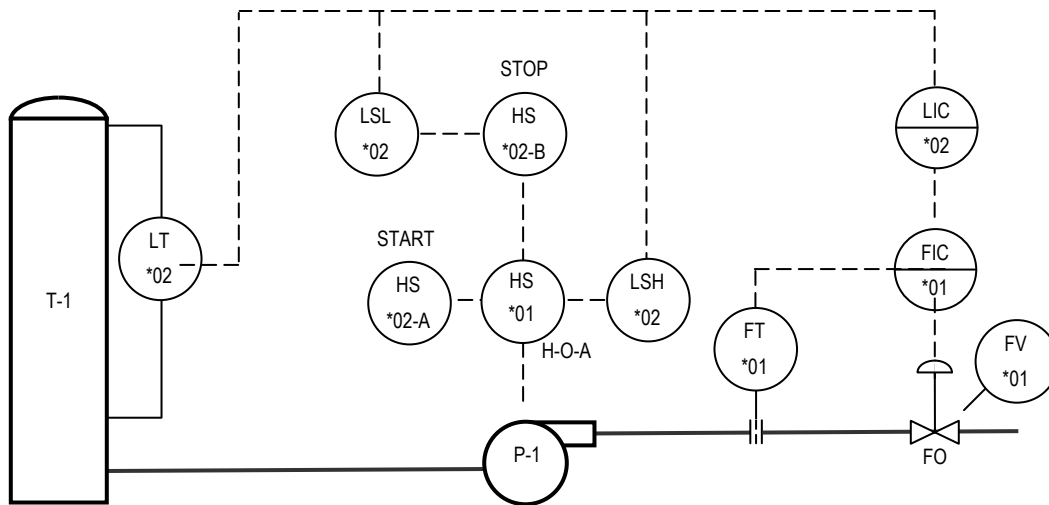 STOP
LSL
*02
HS
*02-B
LIC
*02
START
LT
*02
HS
*02-A
HS
*01
H-O-A
LSH
*02
FIC
*01
T-1
FT
*01
FV
*01
P-1
FO